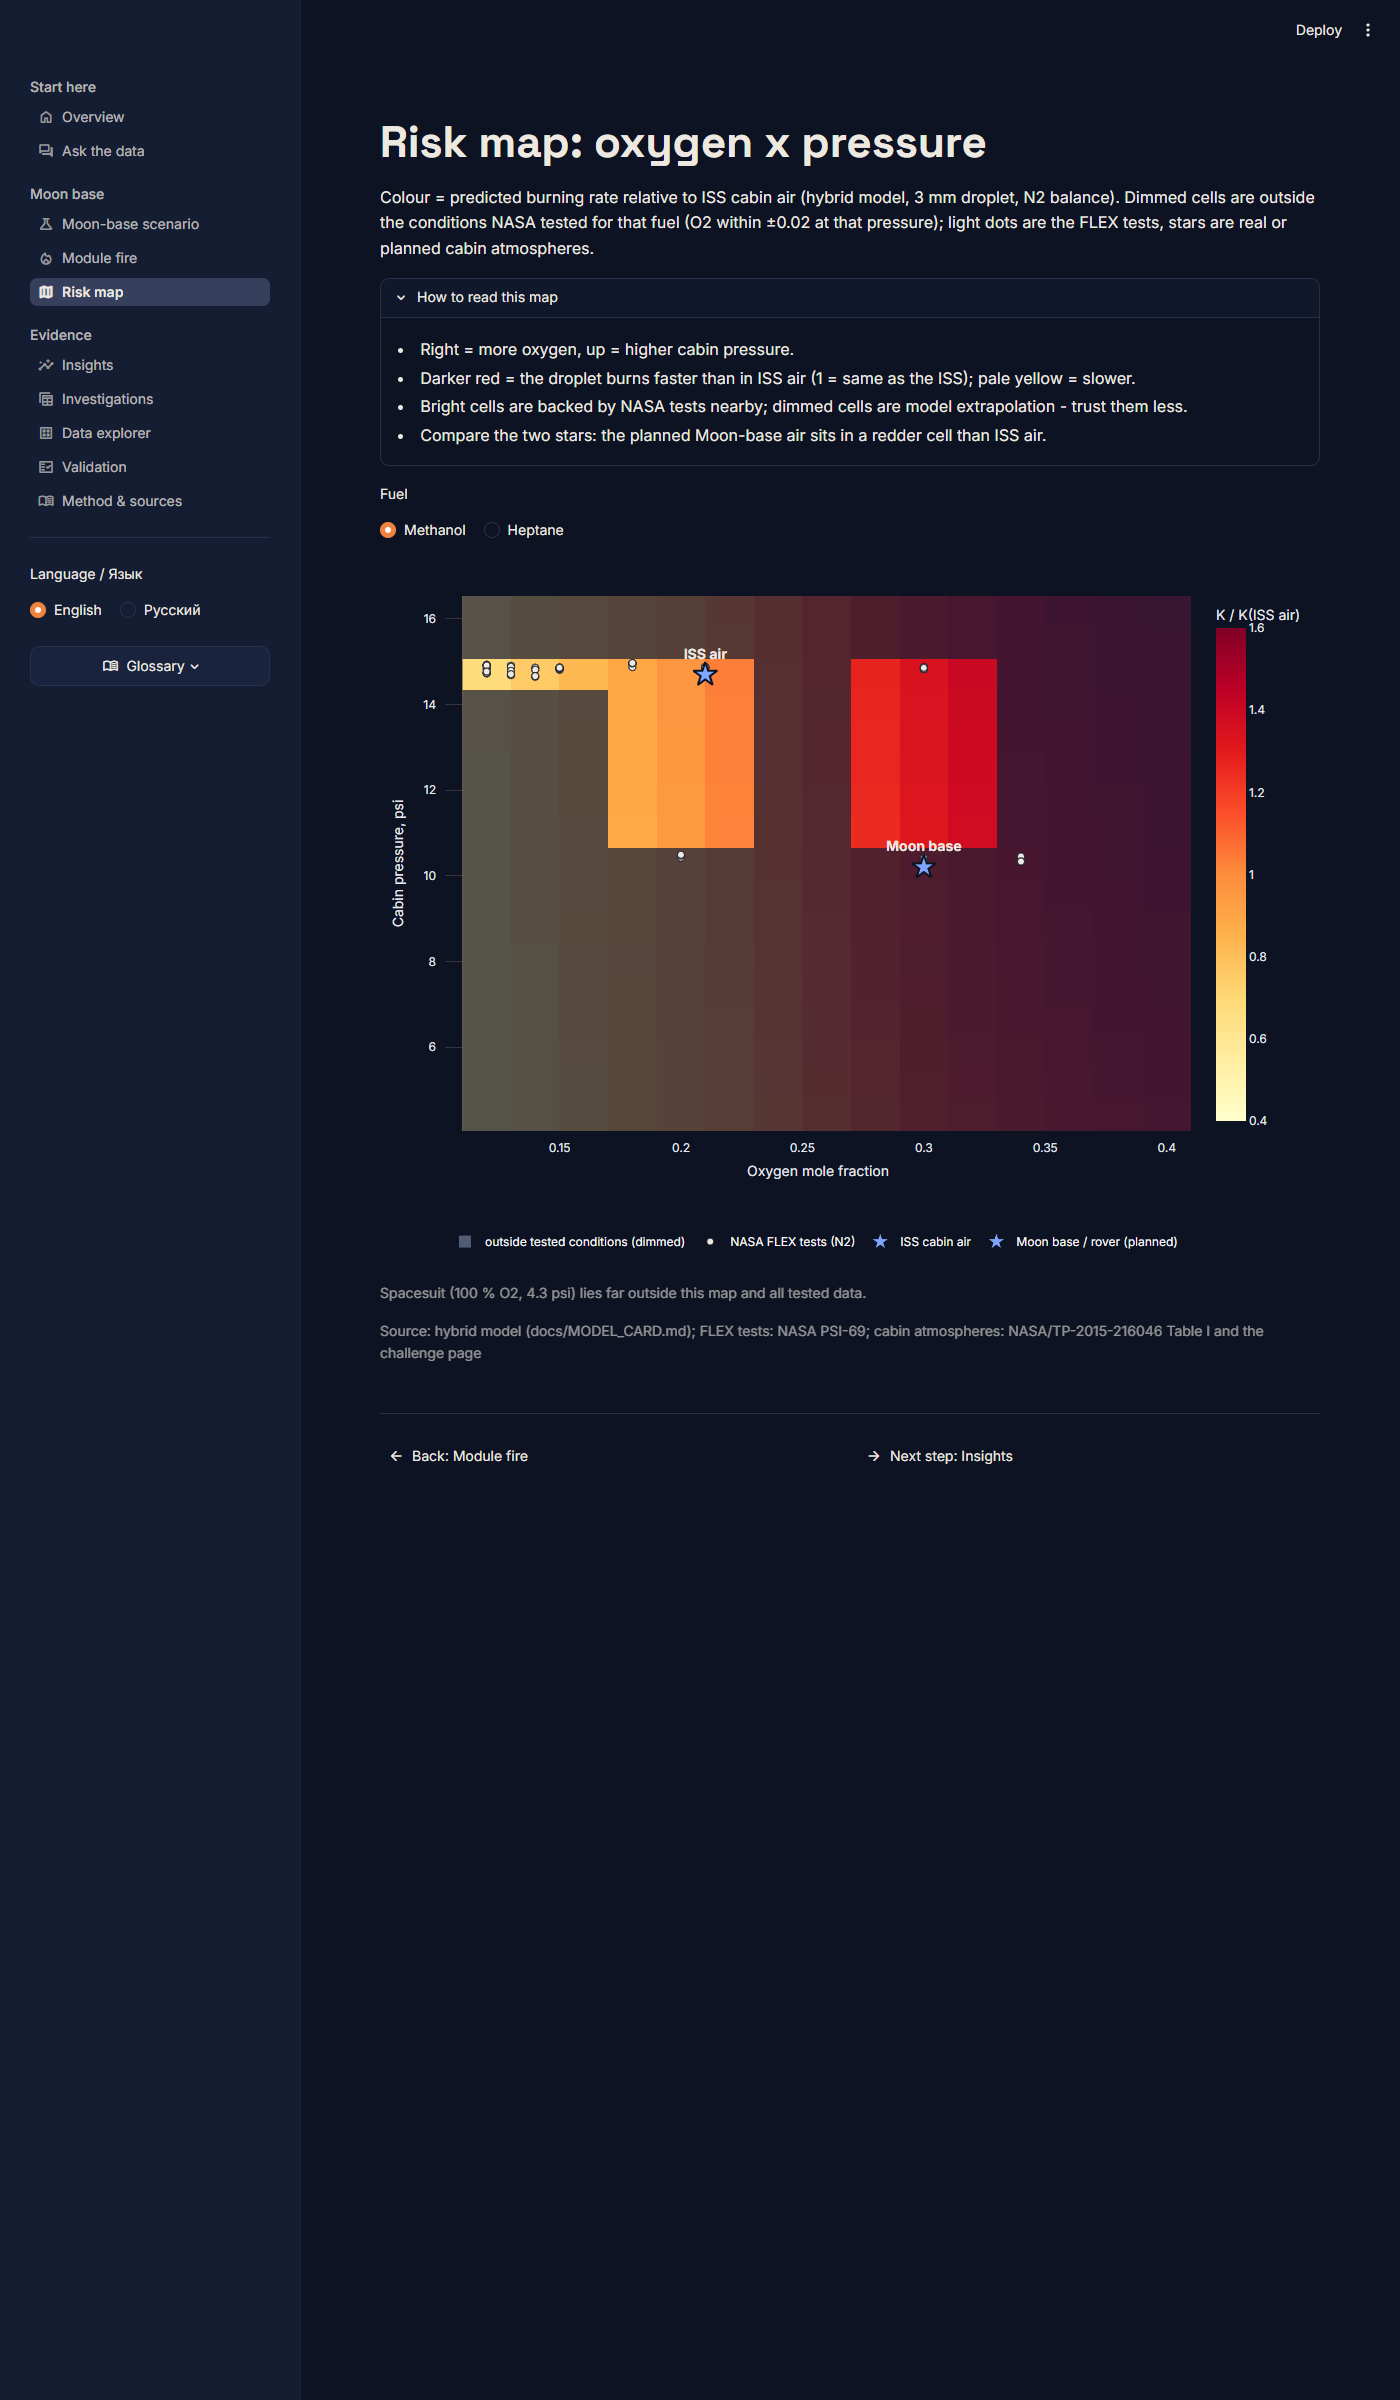 Deploy
Start here
Overview
Ask the data
Moon base
Moon-base scenario
Module fire
Risk map
Evidence
Insights
Investigations
Data explorer
Validation
Method & sources
Language / Язык
English
Русский
Glossary
Risk map: oxygen x pressure
Colour = predicted burning rate relative to ISS cabin air (hybrid model, 3 mm droplet, N2 balance). Dimmed cells are outside
the conditions NASA tested for that fuel (O2 within ±0.02 at that pressure); light dots are the FLEX tests, stars are real or
planned cabin atmospheres.
How to read this map
• Right = more oxygen, up = higher cabin pressure.
• Darker red = the droplet burns faster than in ISS air (1 = same as the ISS); pale yellow = slower.
• Bright cells are backed by NASA tests nearby; dimmed cells are model extrapolation - trust them less.
• Compare the two stars: the planned Moon-base air sits in a redder cell than ISS air.
Fuel
Methanol
Heptane
16
14
12
10
8
6
Cabin pressure, psi
ISS air
Moon base
0.15
0.2
0.25
0.3
0.35
0.4
Oxygen mole fraction
K / K(ISS air)
1.6
1.4
1.2
1
0.8
0.6
0.4
outside tested conditions (dimmed)
NASA FLEX tests (N2)
ISS cabin air
Moon base / rover (planned)
Spacesuit (100 % O2, 4.3 psi) lies far outside this map and all tested data.
Source: hybrid model (docs/MODEL_CARD.md); FLEX tests: NASA PSI-69; cabin atmospheres: NASA/TP-2015-216046 Table I and the
challenge page
Back: Module fire
Next step: Insights